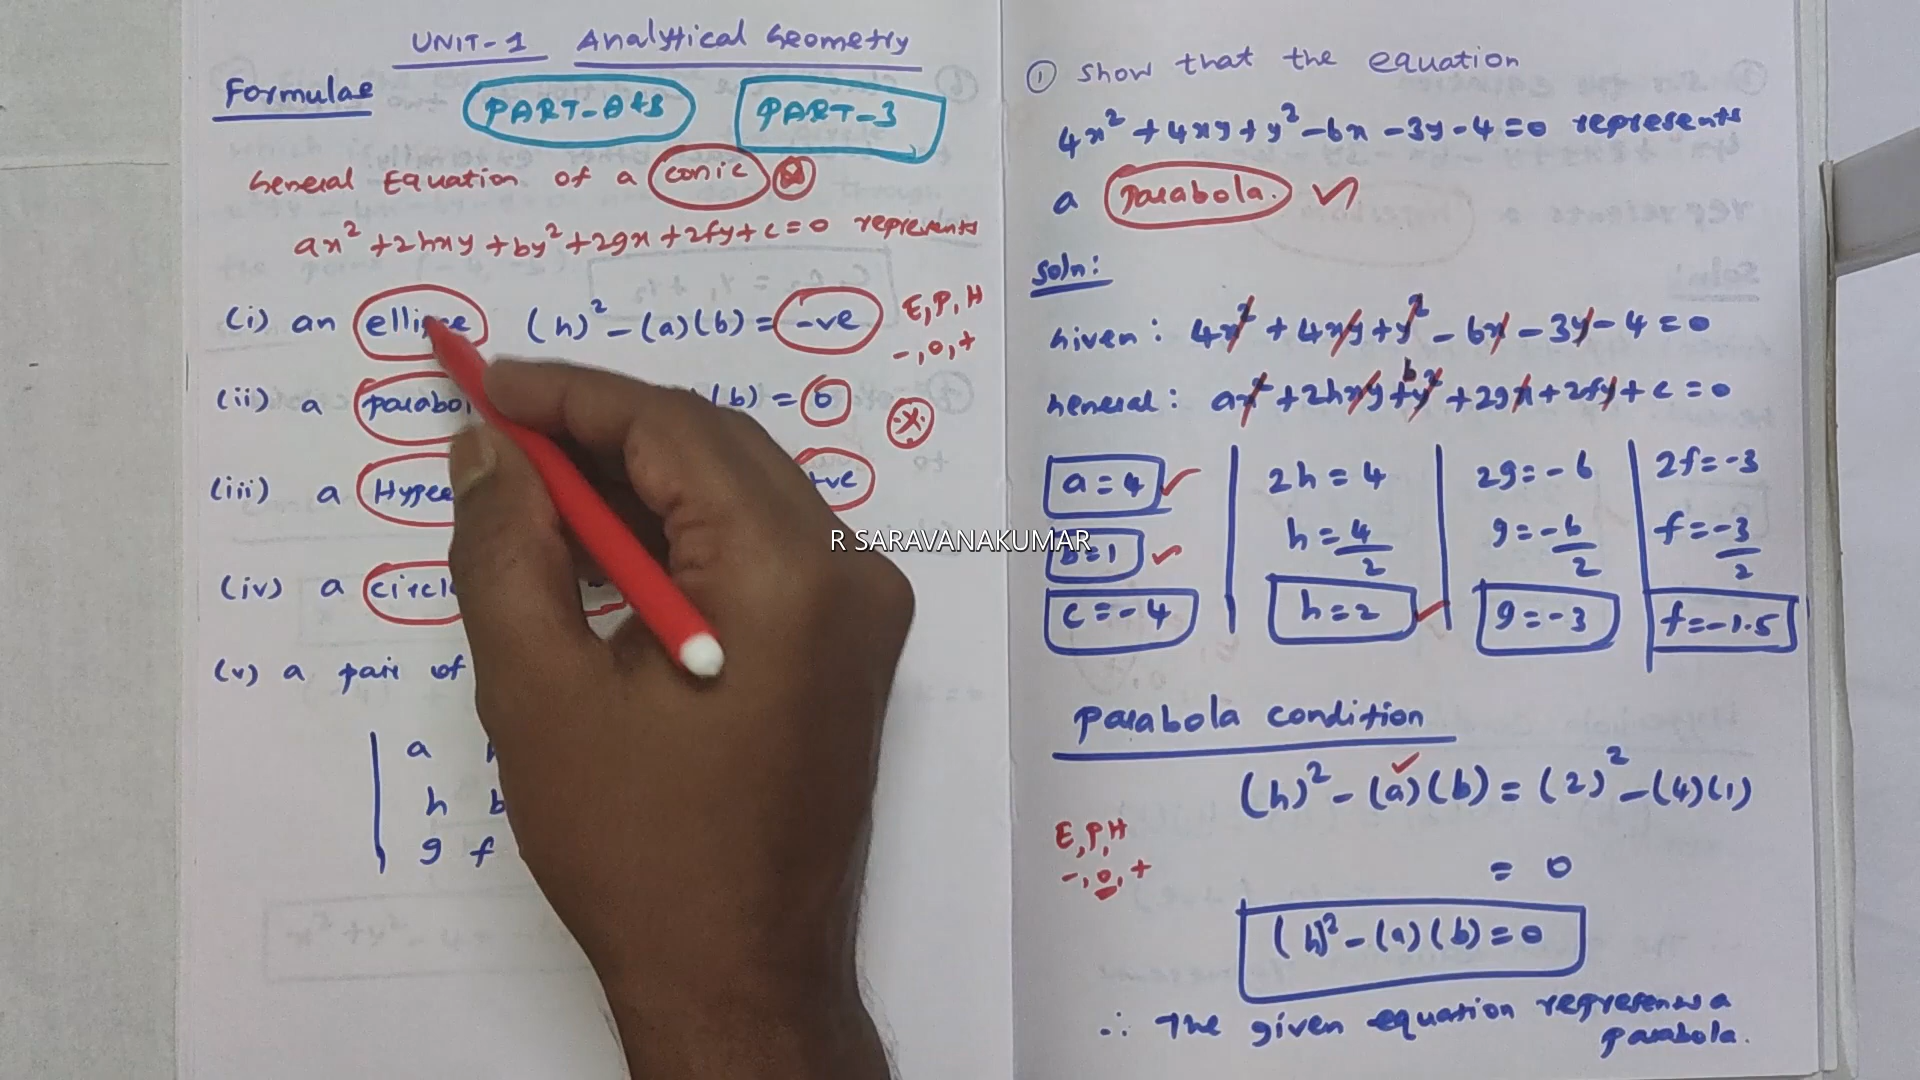 UNIT-1 Analytical Geometry
Formulae PART-A&B PART-3
General Equation of a conic
ax² + 2hxy + by² + 2gx + 2fy + c = 0 represents
(i) an ellipse (h)² - (a)(b) = -ve E, P, H
-, 0, +
(ii) a parabol (b) = 0
(iii) a Hyper +ve
(iv) a circle
(v) a pair of
a
h b
g f
① Show that the equation
4x² + 4xy + y² - 6x - 3y - 4 = 0 represents
a parabola. ✓
Soln:
Given: 4x² + 4xy + y² - 6x - 3y - 4 = 0
General: ax² + 2hxy + by² + 2gx + 2fy + c = 0
a = 4 ✓ 2h = 4 2g = -6 2f = -3
b = 1 ✓ h = 4/2 g = -6/2 f = -3/2
c = -4 h = 2 ✓ g = -3 f = -1.5
R SARAVANAKUMAR
Parabola condition
(h)² - (a)(b) = (2)² - (4)(1)
E, P, H
-, 0, +
= 0
(h)² - (a)(b) = 0
∴ The given equation represents a
parabola.